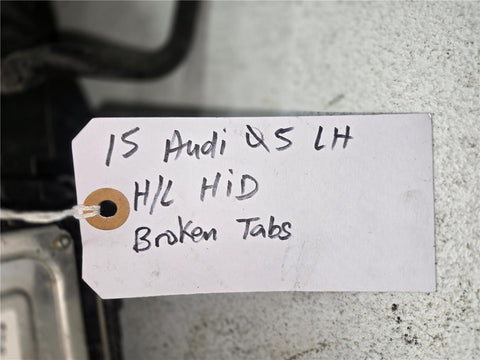 15 Audi Q5 LH
H/L HiD
Broken Tabs